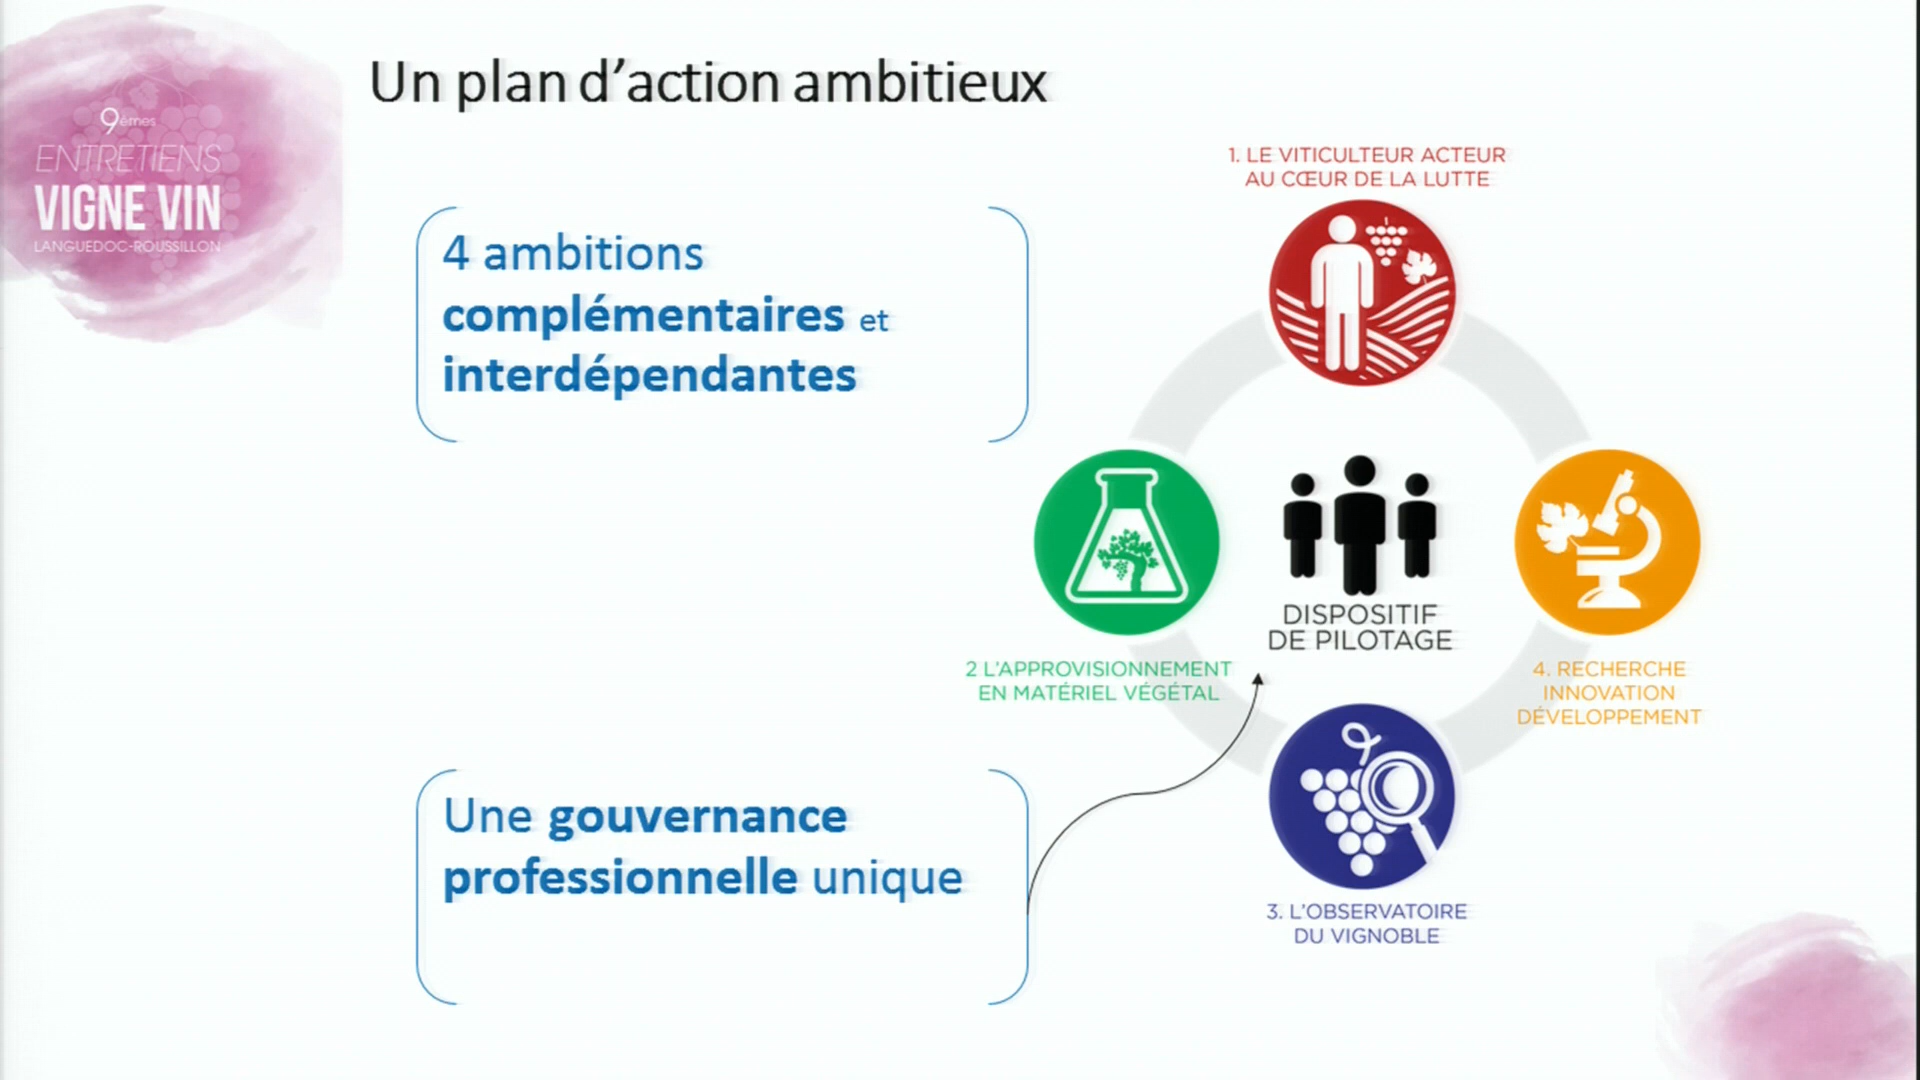 Un plan d'action ambitieux
9èmes
ENTRETIENS
VIGNE VIN
LANGUEDOC-ROUSSILLON
4 ambitions
complémentaires et
interdépendantes
Une gouvernance
professionnelle unique
1. LE VITICULTEUR ACTEUR
AU CŒUR DE LA LUTTE
DISPOSITIF
DE PILOTAGE
2 L'APPROVISIONNEMENT
EN MATÉRIEL VÉGÉTAL
4. RECHERCHE
INNOVATION
DÉVELOPPEMENT
3. L'OBSERVATOIRE
DU VIGNOBLE